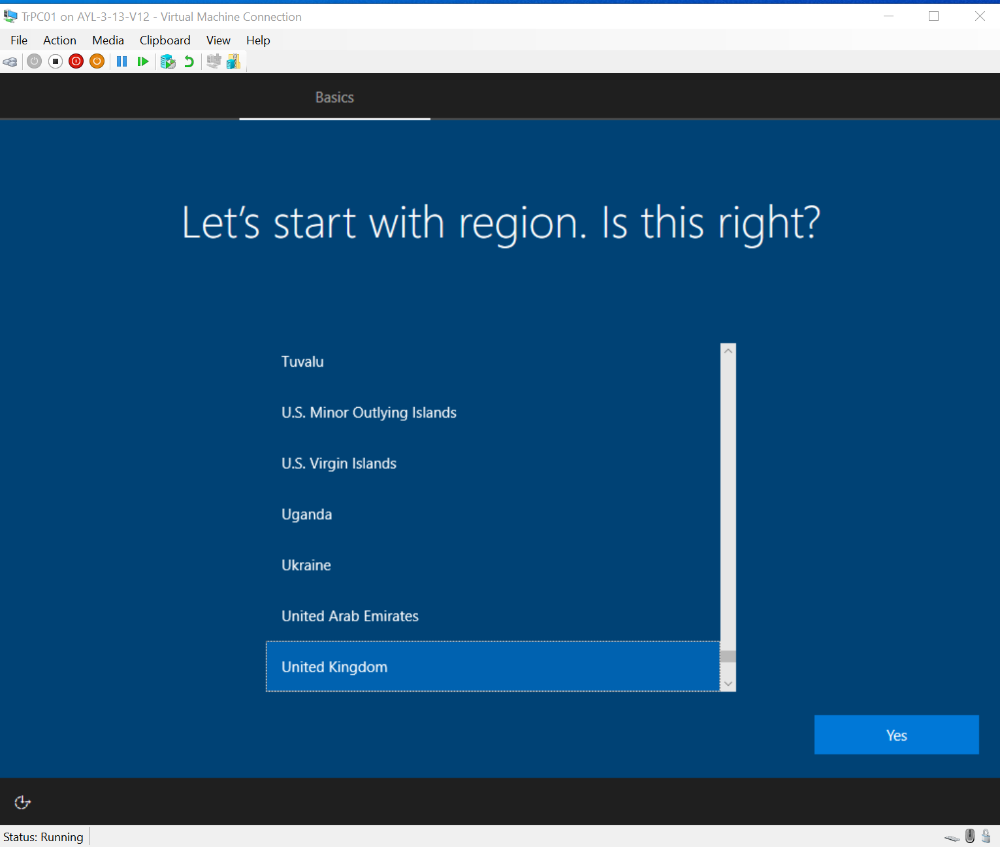 TrPC01 on AYL-3-13-V12 - Virtual Machine Connection
File Action Media Clipboard View Help
Basics
Let's start with region. Is this right?
Tuvalu
U.S. Minor Outlying Islands
U.S. Virgin Islands
Uganda
Ukraine
United Arab Emirates
United Kingdom
Yes
Status: Running